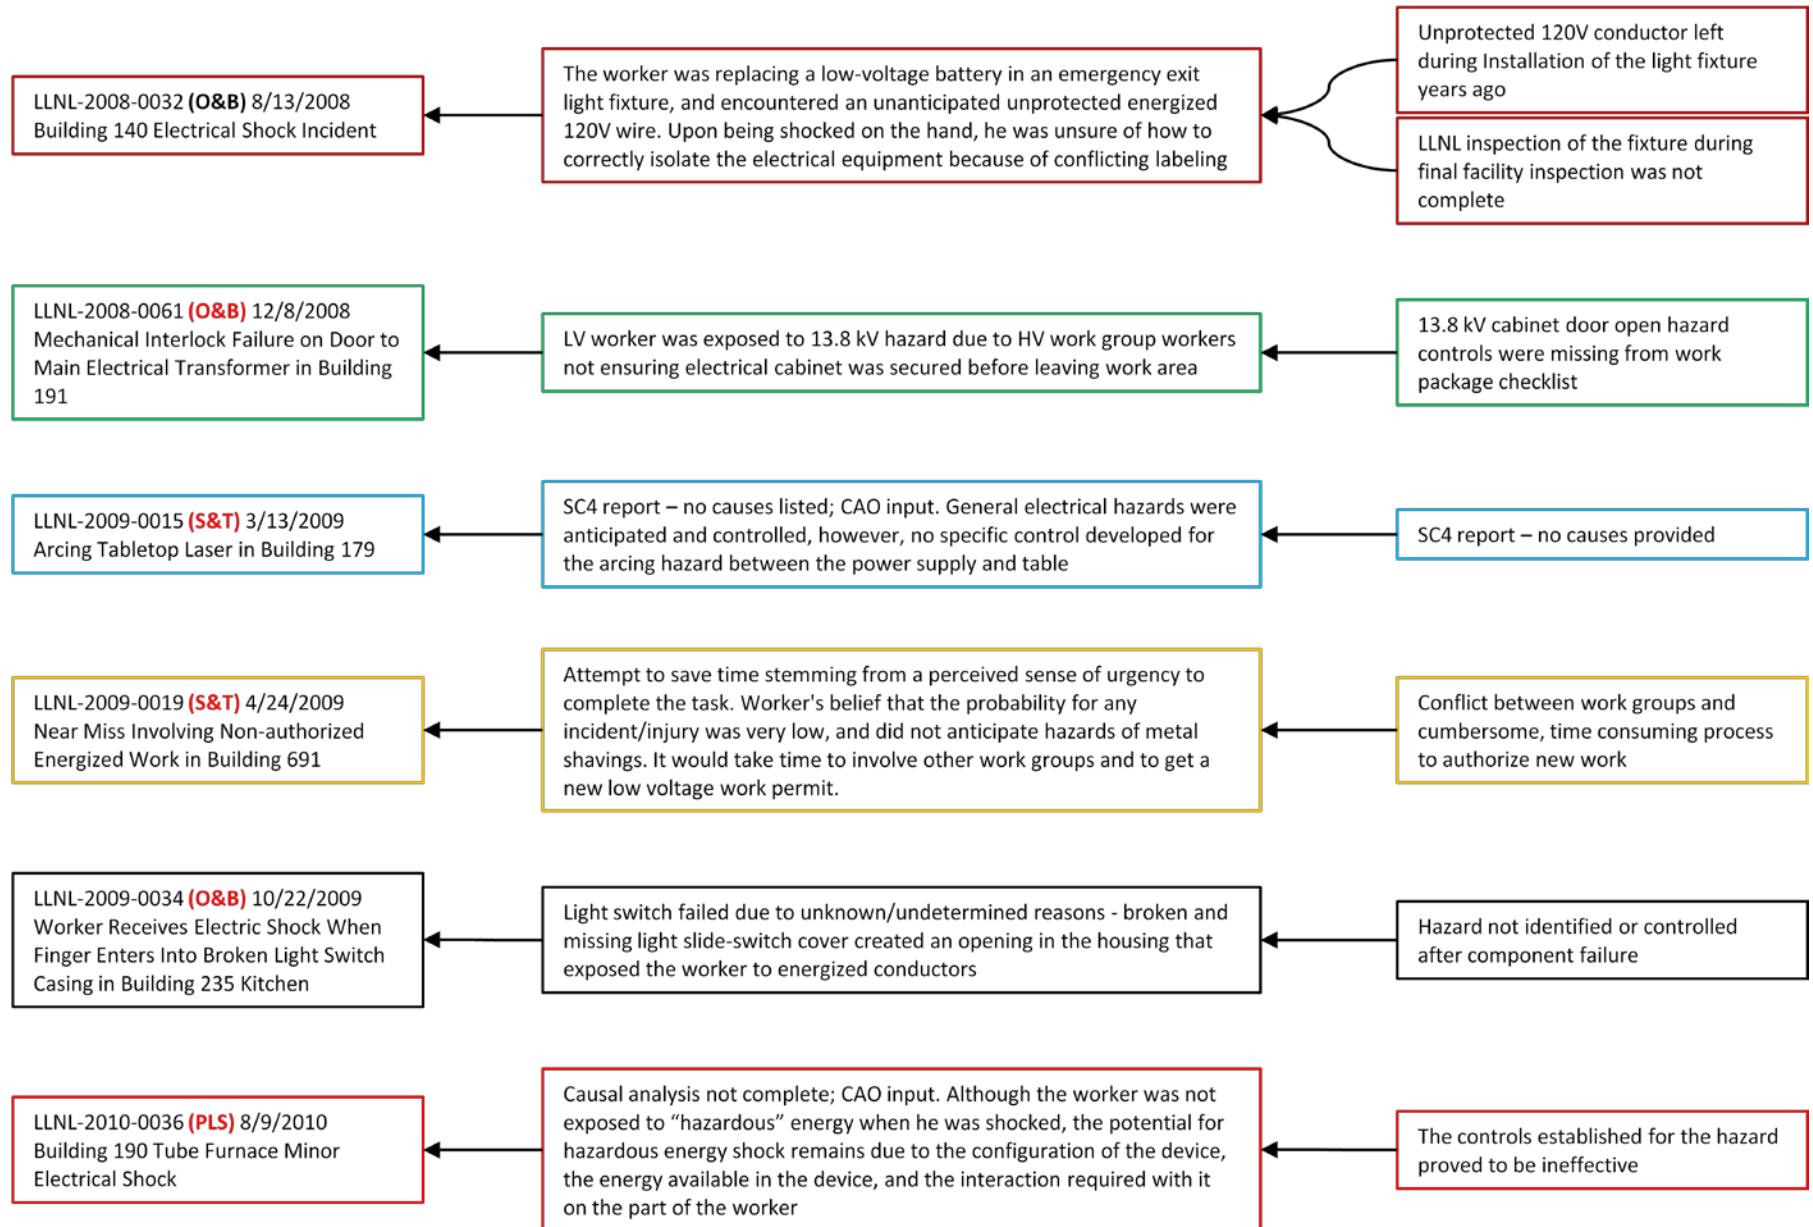 LLNL-2008-0032 (O&B) 8/13/2008
Building 140 Electrical Shock Incident
The worker was replacing a low-voltage battery in an emergency exit
light fixture, and encountered an unanticipated unprotected energized
120V wire. Upon being shocked on the hand, he was unsure of how to
correctly isolate the electrical equipment because of conflicting labeling
Unprotected 120V conductor left
during Installation of the light fixture
years ago
LLNL inspection of the fixture during
final facility inspection was not
complete
LLNL-2008-0061 (O&B) 12/8/2008
Mechanical Interlock Failure on Door to
Main Electrical Transformer in Building
191
LV worker was exposed to 13.8 kV hazard due to HV work group workers
not ensuring electrical cabinet was secured before leaving work area
13.8 kV cabinet door open hazard
controls were missing from work
package checklist
LLNL-2009-0015 (S&T) 3/13/2009
Arcing Tabletop Laser in Building 179
SC4 report – no causes listed; CAO input. General electrical hazards were
anticipated and controlled, however, no specific control developed for
the arcing hazard between the power supply and table
SC4 report – no causes provided
LLNL-2009-0019 (S&T) 4/24/2009
Near Miss Involving Non-authorized
Energized Work in Building 691
Attempt to save time stemming from a perceived sense of urgency to
complete the task. Worker's belief that the probability for any
incident/injury was very low, and did not anticipate hazards of metal
shavings. It would take time to involve other work groups and to get a
new low voltage work permit.
Conflict between work groups and
cumbersome, time consuming process
to authorize new work
LLNL-2009-0034 (O&B) 10/22/2009
Worker Receives Electric Shock When
Finger Enters Into Broken Light Switch
Casing in Building 235 Kitchen
Light switch failed due to unknown/undetermined reasons - broken and
missing light slide-switch cover created an opening in the housing that
exposed the worker to energized conductors
Hazard not identified or controlled
after component failure
LLNL-2010-0036 (PLS) 8/9/2010
Building 190 Tube Furnace Minor
Electrical Shock
Causal analysis not complete; CAO input. Although the worker was not
exposed to “hazardous” energy when he was shocked, the potential for
hazardous energy shock remains due to the configuration of the device,
the energy available in the device, and the interaction required with it
on the part of the worker
The controls established for the hazard
proved to be ineffective